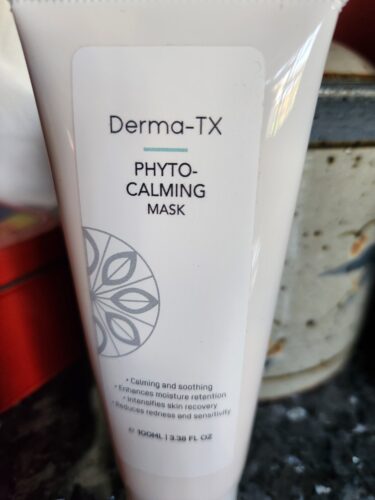 Derma-TX
PHYTO-
CALMING
MASK
• Calming and soothing
• Enhances moisture retention
• Intensifies skin recovery
• Reduces redness and sensitivity
℮ 100ML | 3.38 FL OZ